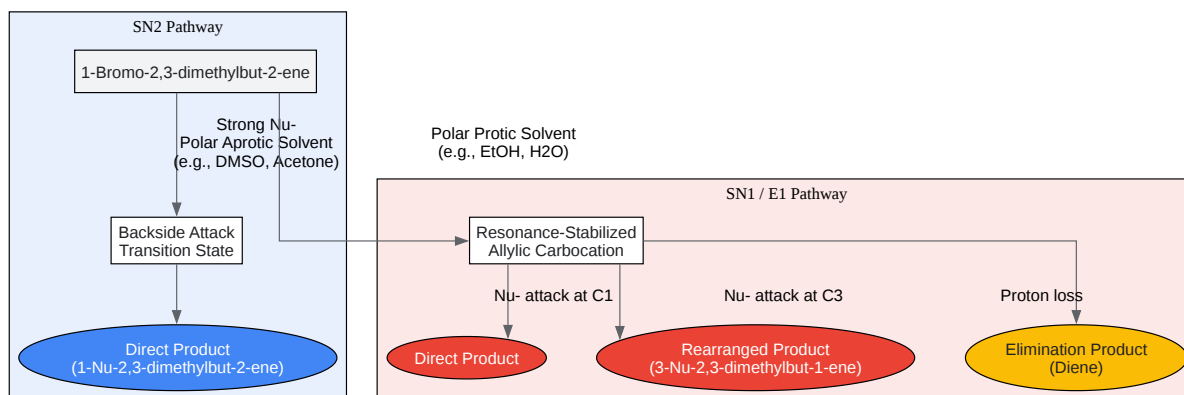 SN2 Pathway
1-Bromo-2,3-dimethylbut-2-ene
Strong Nu-
Polar Aprotic Solvent
(e.g., DMSO, Acetone)
Polar Protic Solvent
(e.g., EtOH, H2O)
SN1 / E1 Pathway
Backside Attack
Transition State
Resonance-Stabilized
Allylic Carbocation
Nu- attack at C1
Nu- attack at C3
Proton loss
Direct Product
(1-Nu-2,3-dimethylbut-2-ene)
Direct Product
Rearranged Product
(3-Nu-2,3-dimethylbut-1-ene)
Elimination Product
(Diene)